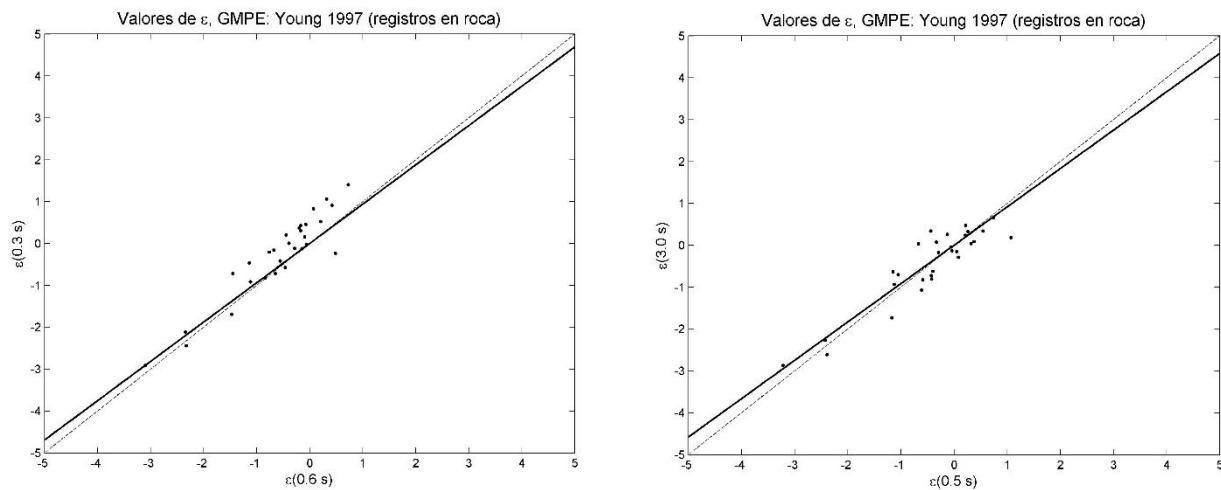 Valores de ε, GMPE: Young 1997 (registros en roca)
5
4
3
2
1
0
-1
-2
-3
-4
-5
ε(0.3 s)
-5 -4 -3 -2 -1 0 1 2 3 4 5
ε(0.6 s)
Valores de ε, GMPE: Young 1997 (registros en roca)
5
4
3
2
1
0
-1
-2
-3
-4
-5
ε(3.0 s)
-5 -4 -3 -2 -1 0 1 2 3 4 5
ε(0.5 s)